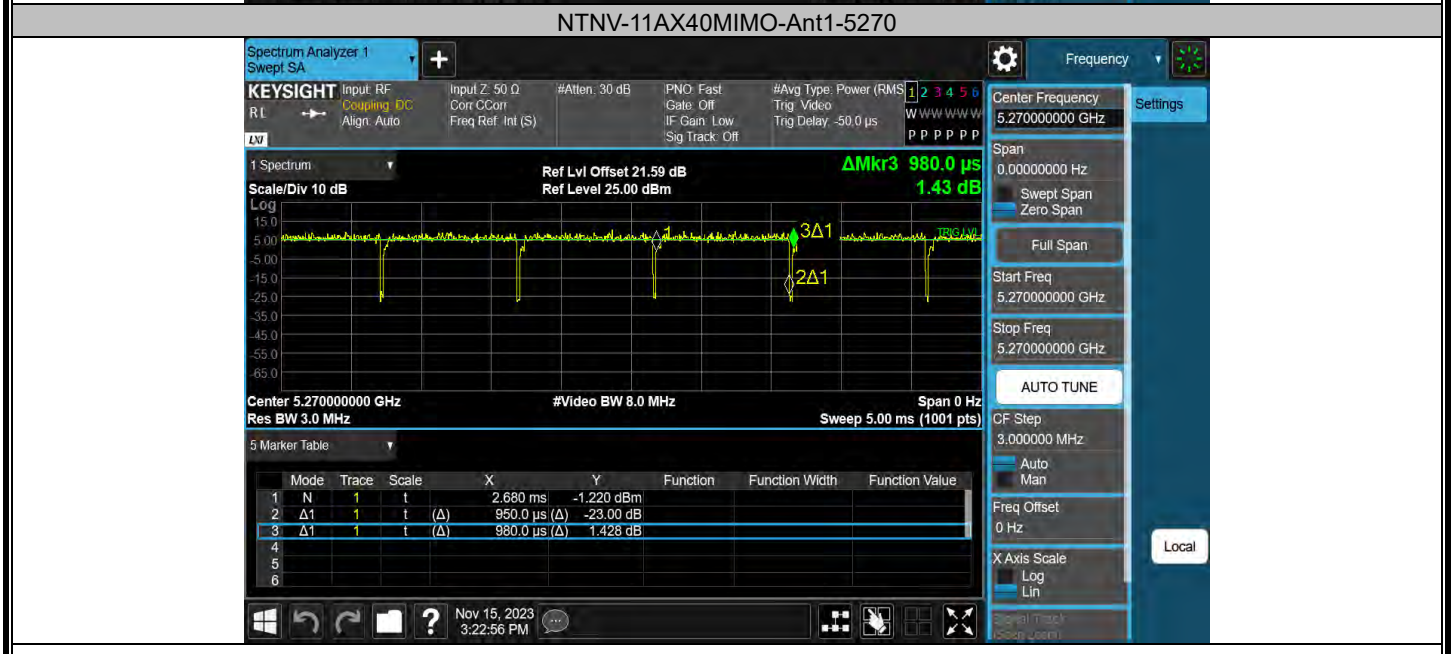 NTNV-11AX40MIMO-Ant1-5270
Spectrum Analyzer 1
Swept SA
+
Frequency
KEYSIGHT
RL
LXI
Input: RF
Coupling: DC
Align: Auto
Input Z: 50 Ω
Corr CCorr
Freq Ref: Int (S)
#Atten: 30 dB
PNO: Fast
Gate: Off
IF Gain: Low
Sig Track: Off
#Avg Type: Power (RMS
Trig: Video
Trig Delay: -50.0 µs
1 2 3 4 5 6
W W W W W W
P P P P P P
1 Spectrum
Scale/Div 10 dB
Ref Lvl Offset 21.59 dB
Ref Level 25.00 dBm
ΔMkr3 980.0 µs
1.43 dB
Log
15.0
5.00
-5.00
-15.0
-25.0
-35.0
-45.0
-55.0
-65.0
1
3Δ1
2Δ1
TRIG LVL
Center 5.270000000 GHz
#Video BW 8.0 MHz
Span 0 Hz
Res BW 3.0 MHz
Sweep 5.00 ms (1001 pts)
5 Marker Table
Mode Trace Scale X Y Function Function Width Function Value
1 N 1 t 2.680 ms -1.220 dBm
2 Δ1 1 t (Δ) 950.0 µs (Δ) -23.00 dB
3 Δ1 1 t (Δ) 980.0 µs (Δ) 1.428 dB
4
5
6
?
Nov 15, 2023
3:22:56 PM
Center Frequency
5.270000000 GHz
Settings
Span
0.00000000 Hz
Swept Span
Zero Span
Full Span
Start Freq
5.270000000 GHz
Stop Freq
5.270000000 GHz
AUTO TUNE
CF Step
3.000000 MHz
Auto
Man
Freq Offset
0 Hz
X Axis Scale
Log
Lin
Local